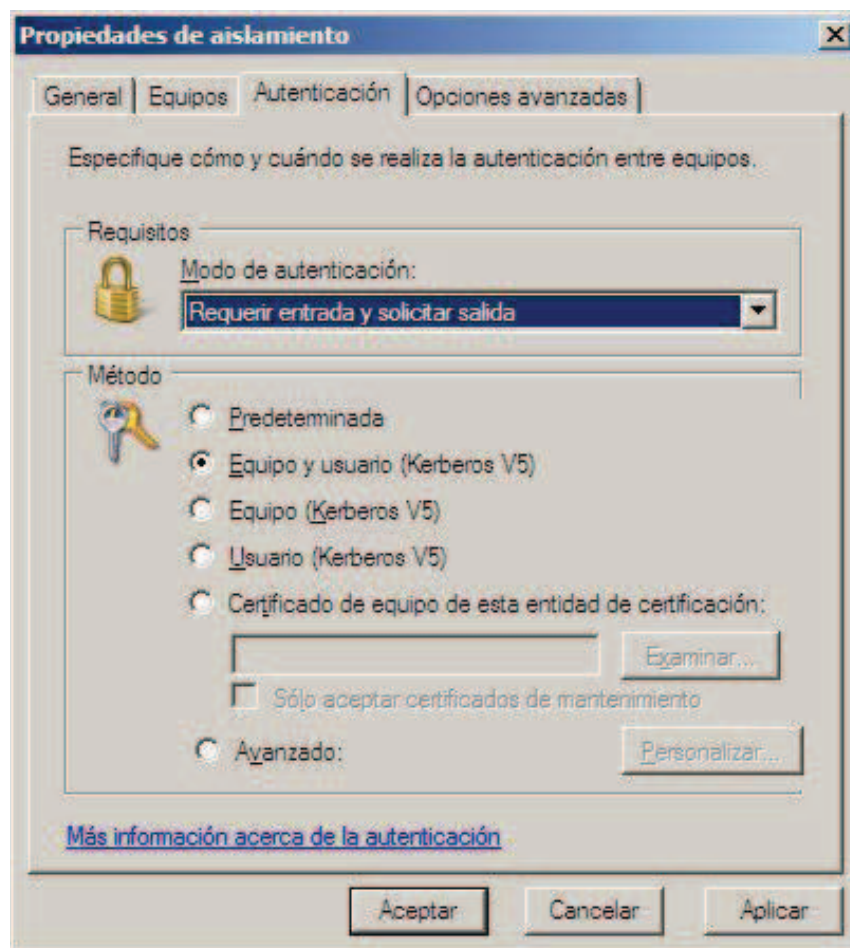 Propiedades de aislamiento
General Equipos Autenticación Opciones avanzadas
Especifique cómo y cuándo se realiza la autenticación entre equipos.
Requisitos
Modo de autenticación:
Requerir entrada y solicitar salida
Método
Predeterminada
Equipo y usuario (Kerberos V5)
Equipo (Kerberos V5)
Usuario (Kerberos V5)
Certificado de equipo de esta entidad de certificación:
Examinar...
Sólo aceptar certificados de mantenimiento
Avanzado:
Personalizar...
Más información acerca de la autenticación
Aceptar Cancelar Aplicar